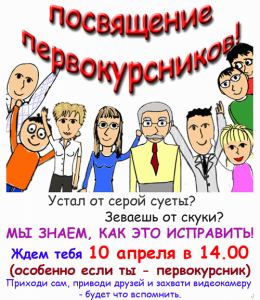 посвящение
первокурсников!
Устал от серой суеты?
Зеваешь от скуки?
МЫ ЗНАЕМ, КАК ЭТО ИСПРАВИТЬ!
Ждем тебя 10 апреля в 14.00
(особенно если ты - первокурсник)
Приходи сам, приводи друзей и захвати видеокамеру
- будет что вспомнить.